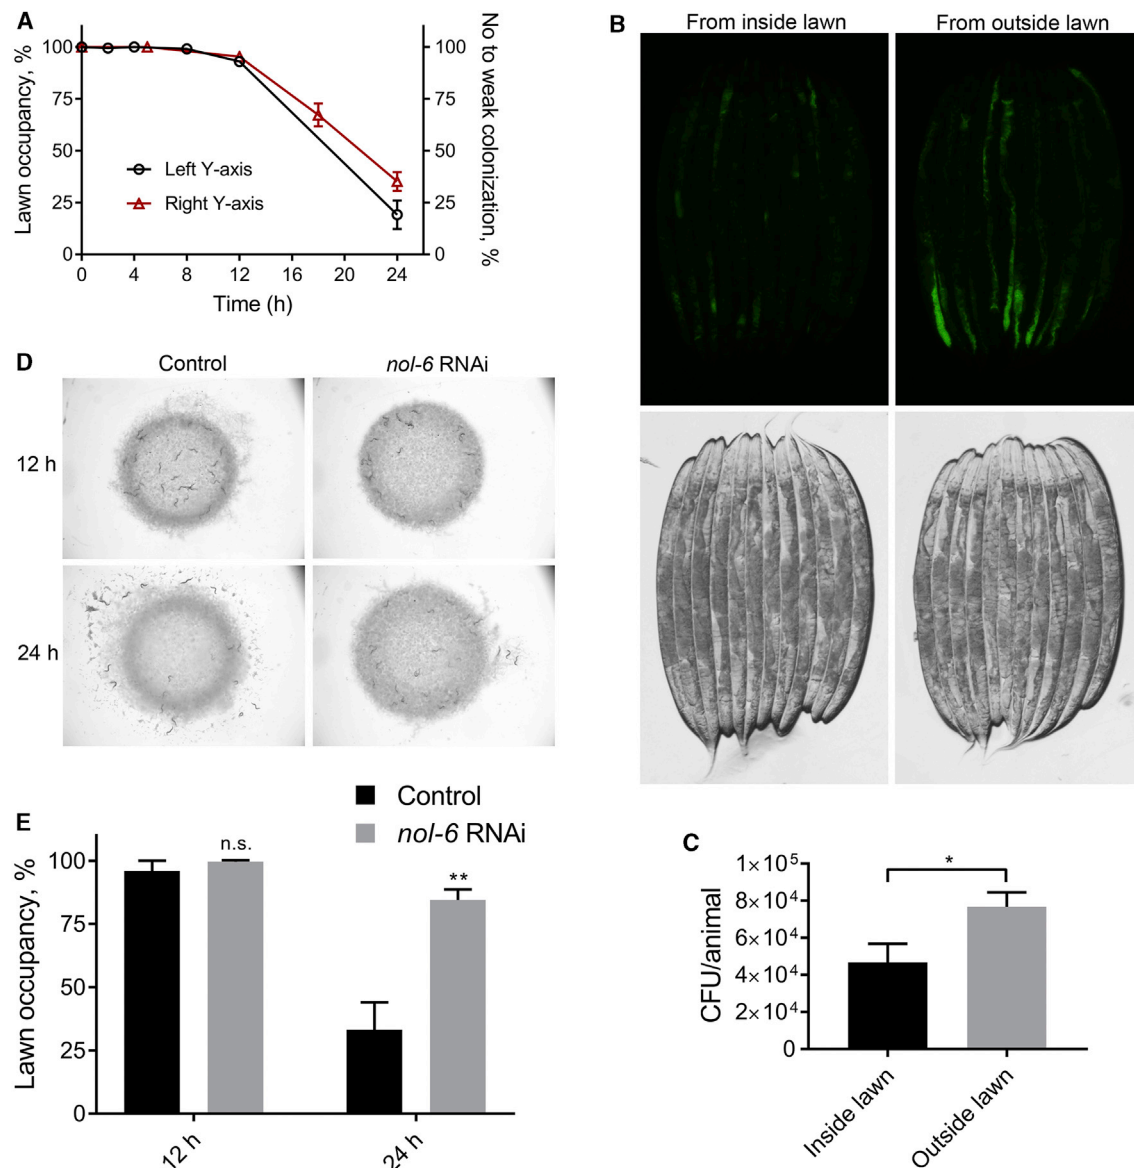 A
Lawn occupancy, %
100
75
50
25
0
Left Y-axis
Right Y-axis
100
75
50
25
0
No to weak colonization, %
0 4 8 12 16 20 24
Time (h)
B
From inside lawn From outside lawn
D
Control nol-6 RNAi
12 h
24 h
E
Control
nol-6 RNAi
Lawn occupancy, %
100
75
50
25
0
n.s.
**
12 h 24 h
C
CFU/animal
1×10⁵
8×10⁴
6×10⁴
4×10⁴
2×10⁴
0
*
Inside lawn
Outside lawn